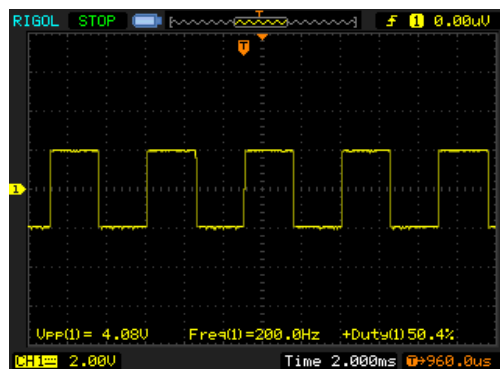 RIGOL STOP T f 1 0.00uV
T
1
Vpp(1)= 4.08V Freq(1)=200.0Hz +Duty(1)50.4%
CH1 2.00V Time 2.000ms T→960.0us